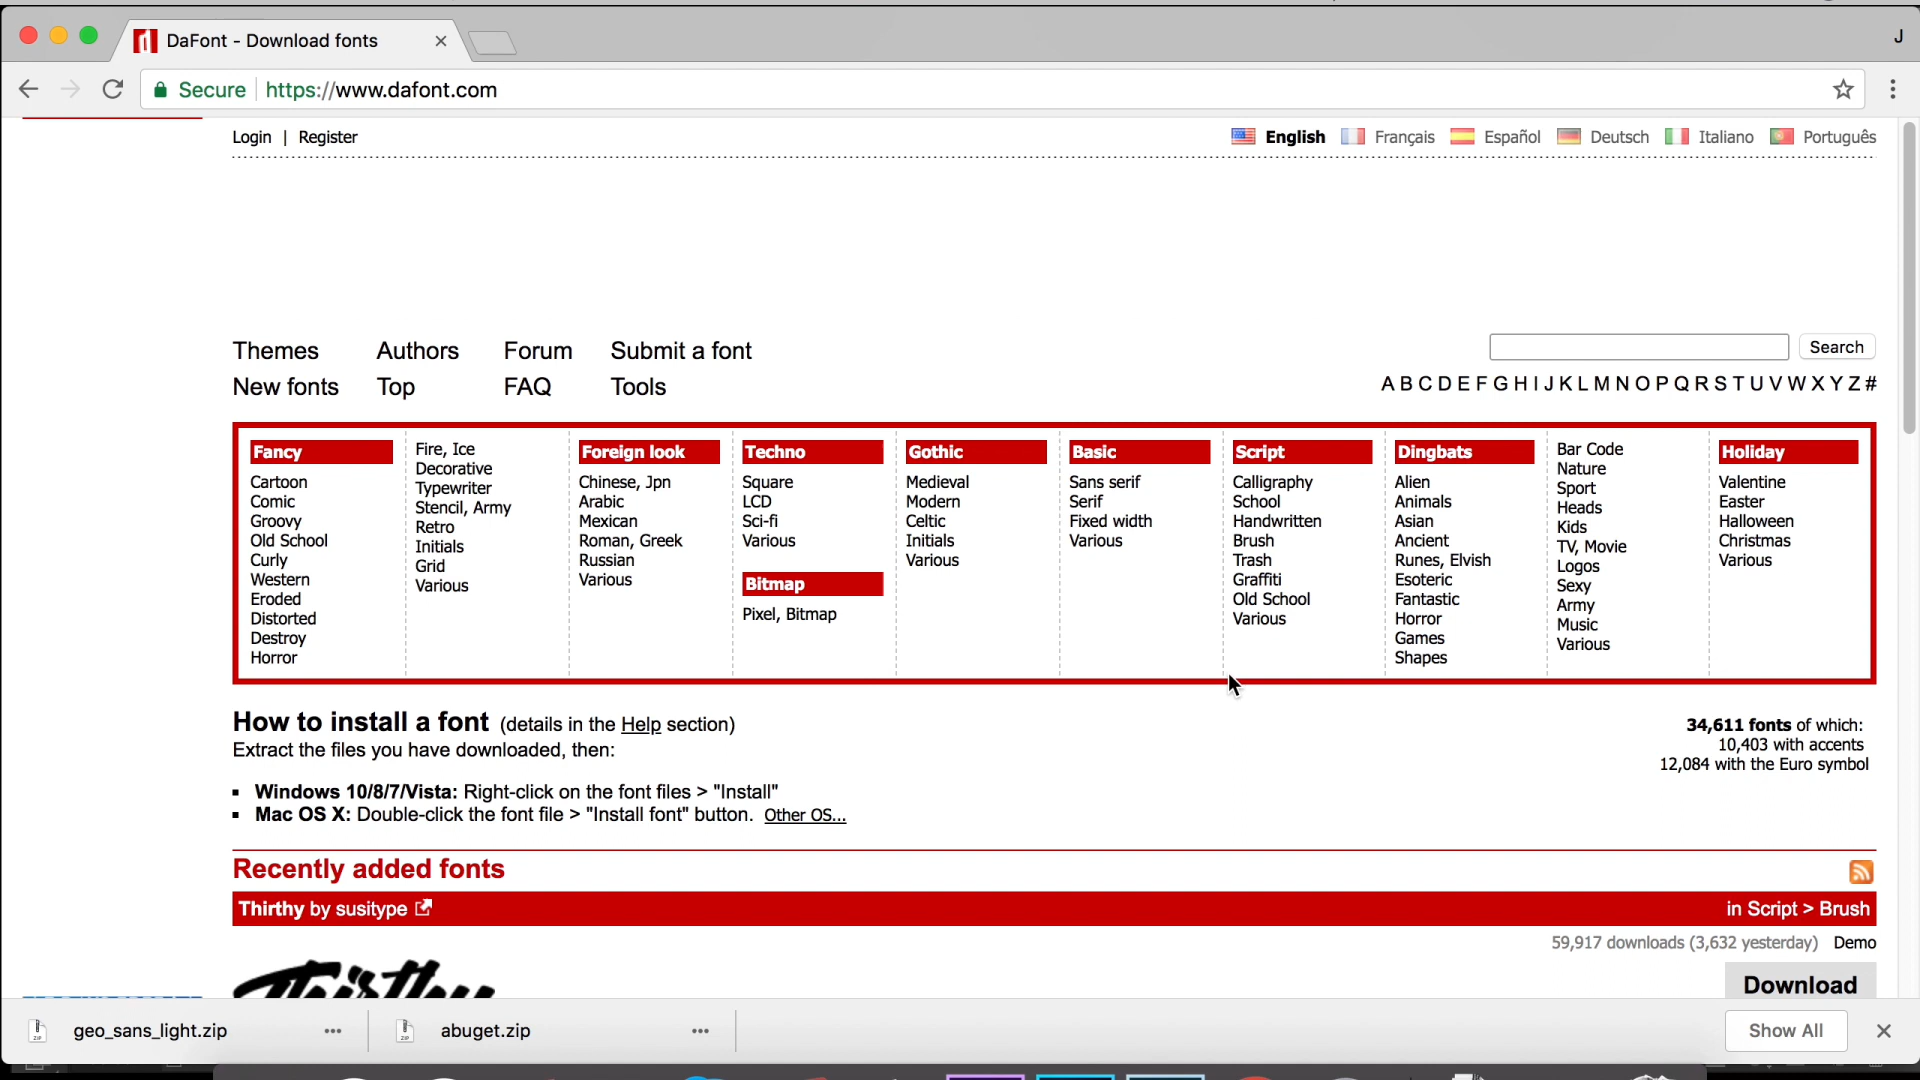 DaFont - Download fonts
J
Secure https://www.dafont.com
Login | Register
English Français Español Deutsch Italiano Português
Themes Authors Forum Submit a font
Search
New fonts Top FAQ Tools
A B C D E F G H I J K L M N O P Q R S T U V W X Y Z #
Fancy
Cartoon
Comic
Groovy
Old School
Curly
Western
Eroded
Distorted
Destroy
Horror
Fire, Ice
Decorative
Typewriter
Stencil, Army
Retro
Initials
Grid
Various
Foreign look
Chinese, Jpn
Arabic
Mexican
Roman, Greek
Russian
Various
Techno
Square
LCD
Sci-fi
Various
Bitmap
Pixel, Bitmap
Gothic
Medieval
Modern
Celtic
Initials
Various
Basic
Sans serif
Serif
Fixed width
Various
Script
Calligraphy
School
Handwritten
Brush
Trash
Graffiti
Old School
Various
Dingbats
Alien
Animals
Asian
Ancient
Runes, Elvish
Esoteric
Fantastic
Horror
Games
Shapes
Bar Code
Nature
Sport
Heads
Kids
TV, Movie
Logos
Sexy
Army
Music
Various
Holiday
Valentine
Easter
Halloween
Christmas
Various
How to install a font (details in the Help section)
Extract the files you have downloaded, then:
Windows 10/8/7/Vista: Right-click on the font files > "Install"
Mac OS X: Double-click the font file > "Install font" button. Other OS...
34,611 fonts of which:
10,403 with accents
12,084 with the Euro symbol
Recently added fonts
Thirthy by susitype
in Script > Brush
59,917 downloads (3,632 yesterday) Demo
Download
geo_sans_light.zip
abuget.zip
Show All